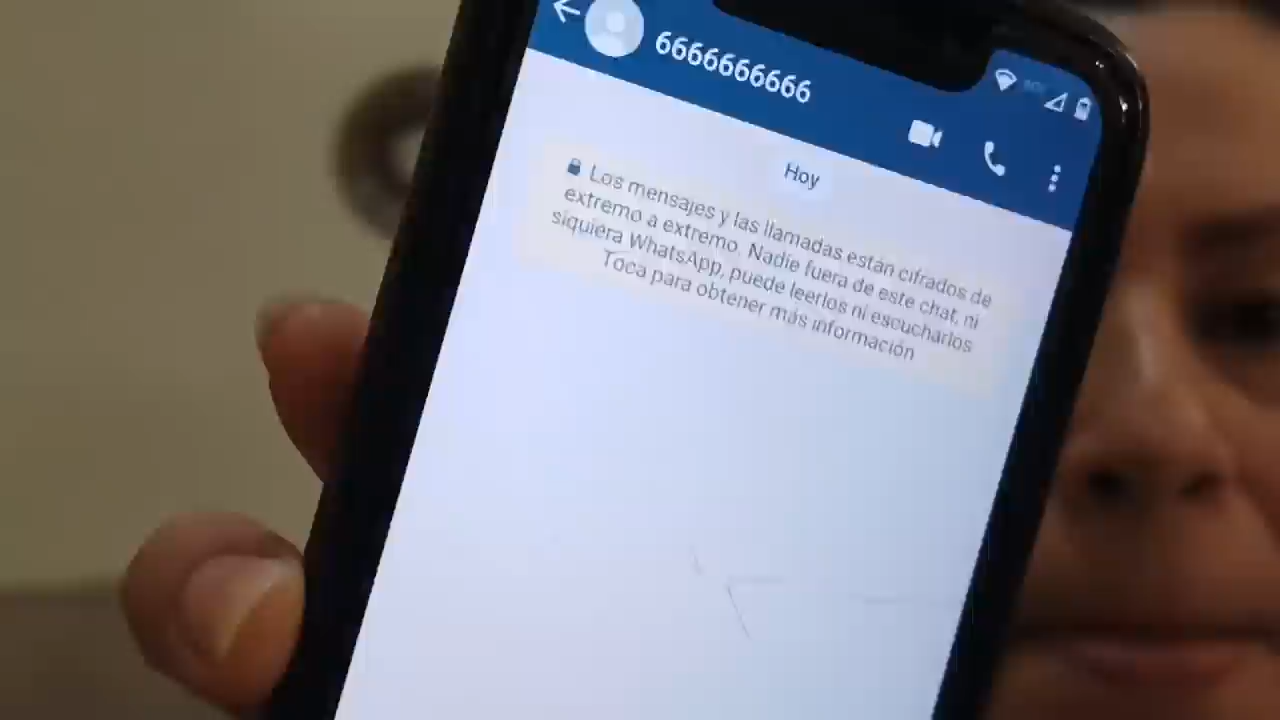 6666666666
Hoy
Los mensajes y las llamadas están cifrados de
extremo a extremo. Nadie fuera de este chat, ni
siquiera WhatsApp, puede leerlos ni escucharlos
Toca para obtener más información